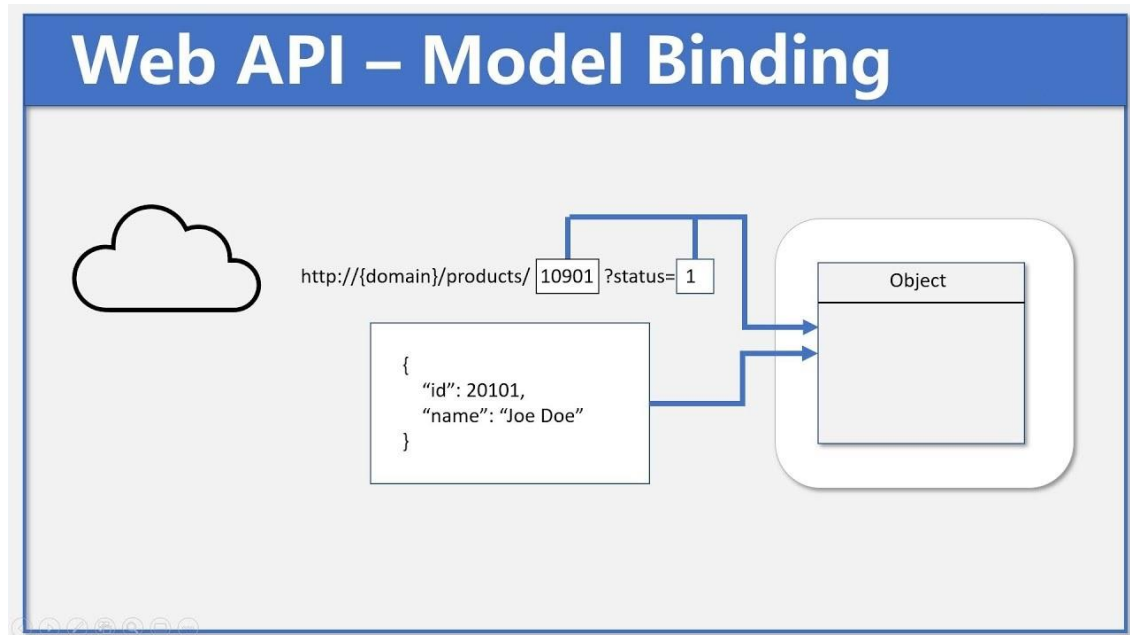 Web API – Model Binding
http://{domain}/products/ 10901 ?status= 1
Object
{
“id”: 20101,
“name”: “Joe Doe”
}